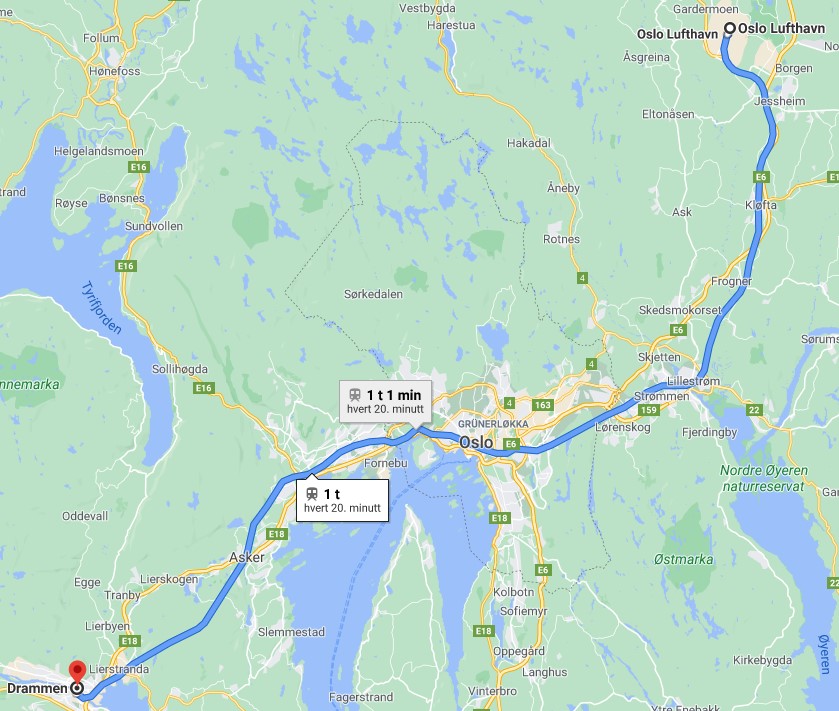 Vestbygda
Harestua
Gardermoen
Oslo Lufthavn
Oslo Lufthavn
Follum
Hønefoss
Åsgreina
Borgen
Jessheim
Eltonåsen
Hakadal
Helgelandsmoen
E16
E6
Åneby
Røyse
Bønsnes
Ask
Kløfta
Sundvollen
Rotnes
E16
4
Frogner
Tyrifjorden
Sørkedalen
Skedsmokorset
E6
Skjetten
4
Sollihøgda
E16
Lillestrøm
Strømmen
1 t 1 min
hvert 20. minutt
4
163
159
22
GRÜNERLØKKA
Oslo
E6
Lørenskog
Fjerdingby
Fornebu
Nordre Øyeren
naturreservat
1 t
hvert 20. minutt
Oddevall
E18
E18
Asker
Østmarka
Egge
Lierskogen
Tranby
E6
22
Kolbotn
Sofiemyr
Lierbyen
E18
Slemmestad
E18
Oppegård
Øyeren
Lierstranda
Kirkebygda
Langhus
Drammen
Vinterbro
Fagerstrand